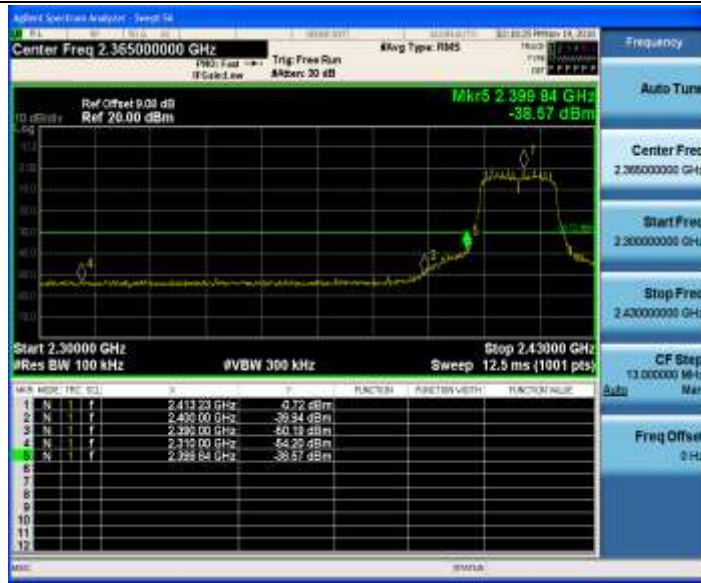 Agilent Spectrum Analyzer - Swept SA
Center Freq 2.365000000 GHz
PNO: Fast
IFGain:Low
Trig: Free Run
#Atten: 30 dB
#Avg Type: RMS
Frequency
Auto Tune
Mkr5 2.399 84 GHz
-38.57 dBm
Ref Offset 9.08 dB
10 dB/div Ref 20.00 dBm
Log
Center Freq
2.365000000 GHz
Start Freq
2.300000000 GHz
Stop Freq
2.430000000 GHz
Start 2.30000 GHz
Stop 2.43000 GHz
#Res BW 100 kHz
#VBW 300 kHz
Sweep 12.5 ms (1001 pts)
CF Step
13.000000 MHz
Auto Man
Freq Offset
0 Hz
MKR MODE TRC SCL X Y FUNCTION FUNCTION WIDTH FUNCTION VALUE
1 N 1 f 2.413 23 GHz -0.72 dBm
2 N 1 f 2.400 00 GHz -39.94 dBm
3 N 1 f 2.390 00 GHz
4 N 1 f 2.310 00 GHz -54.20 dBm
5 N 1 f 2.399 84 GHz -38.57 dBm
6
7
8
9
10
11
12
MSG
STATUS